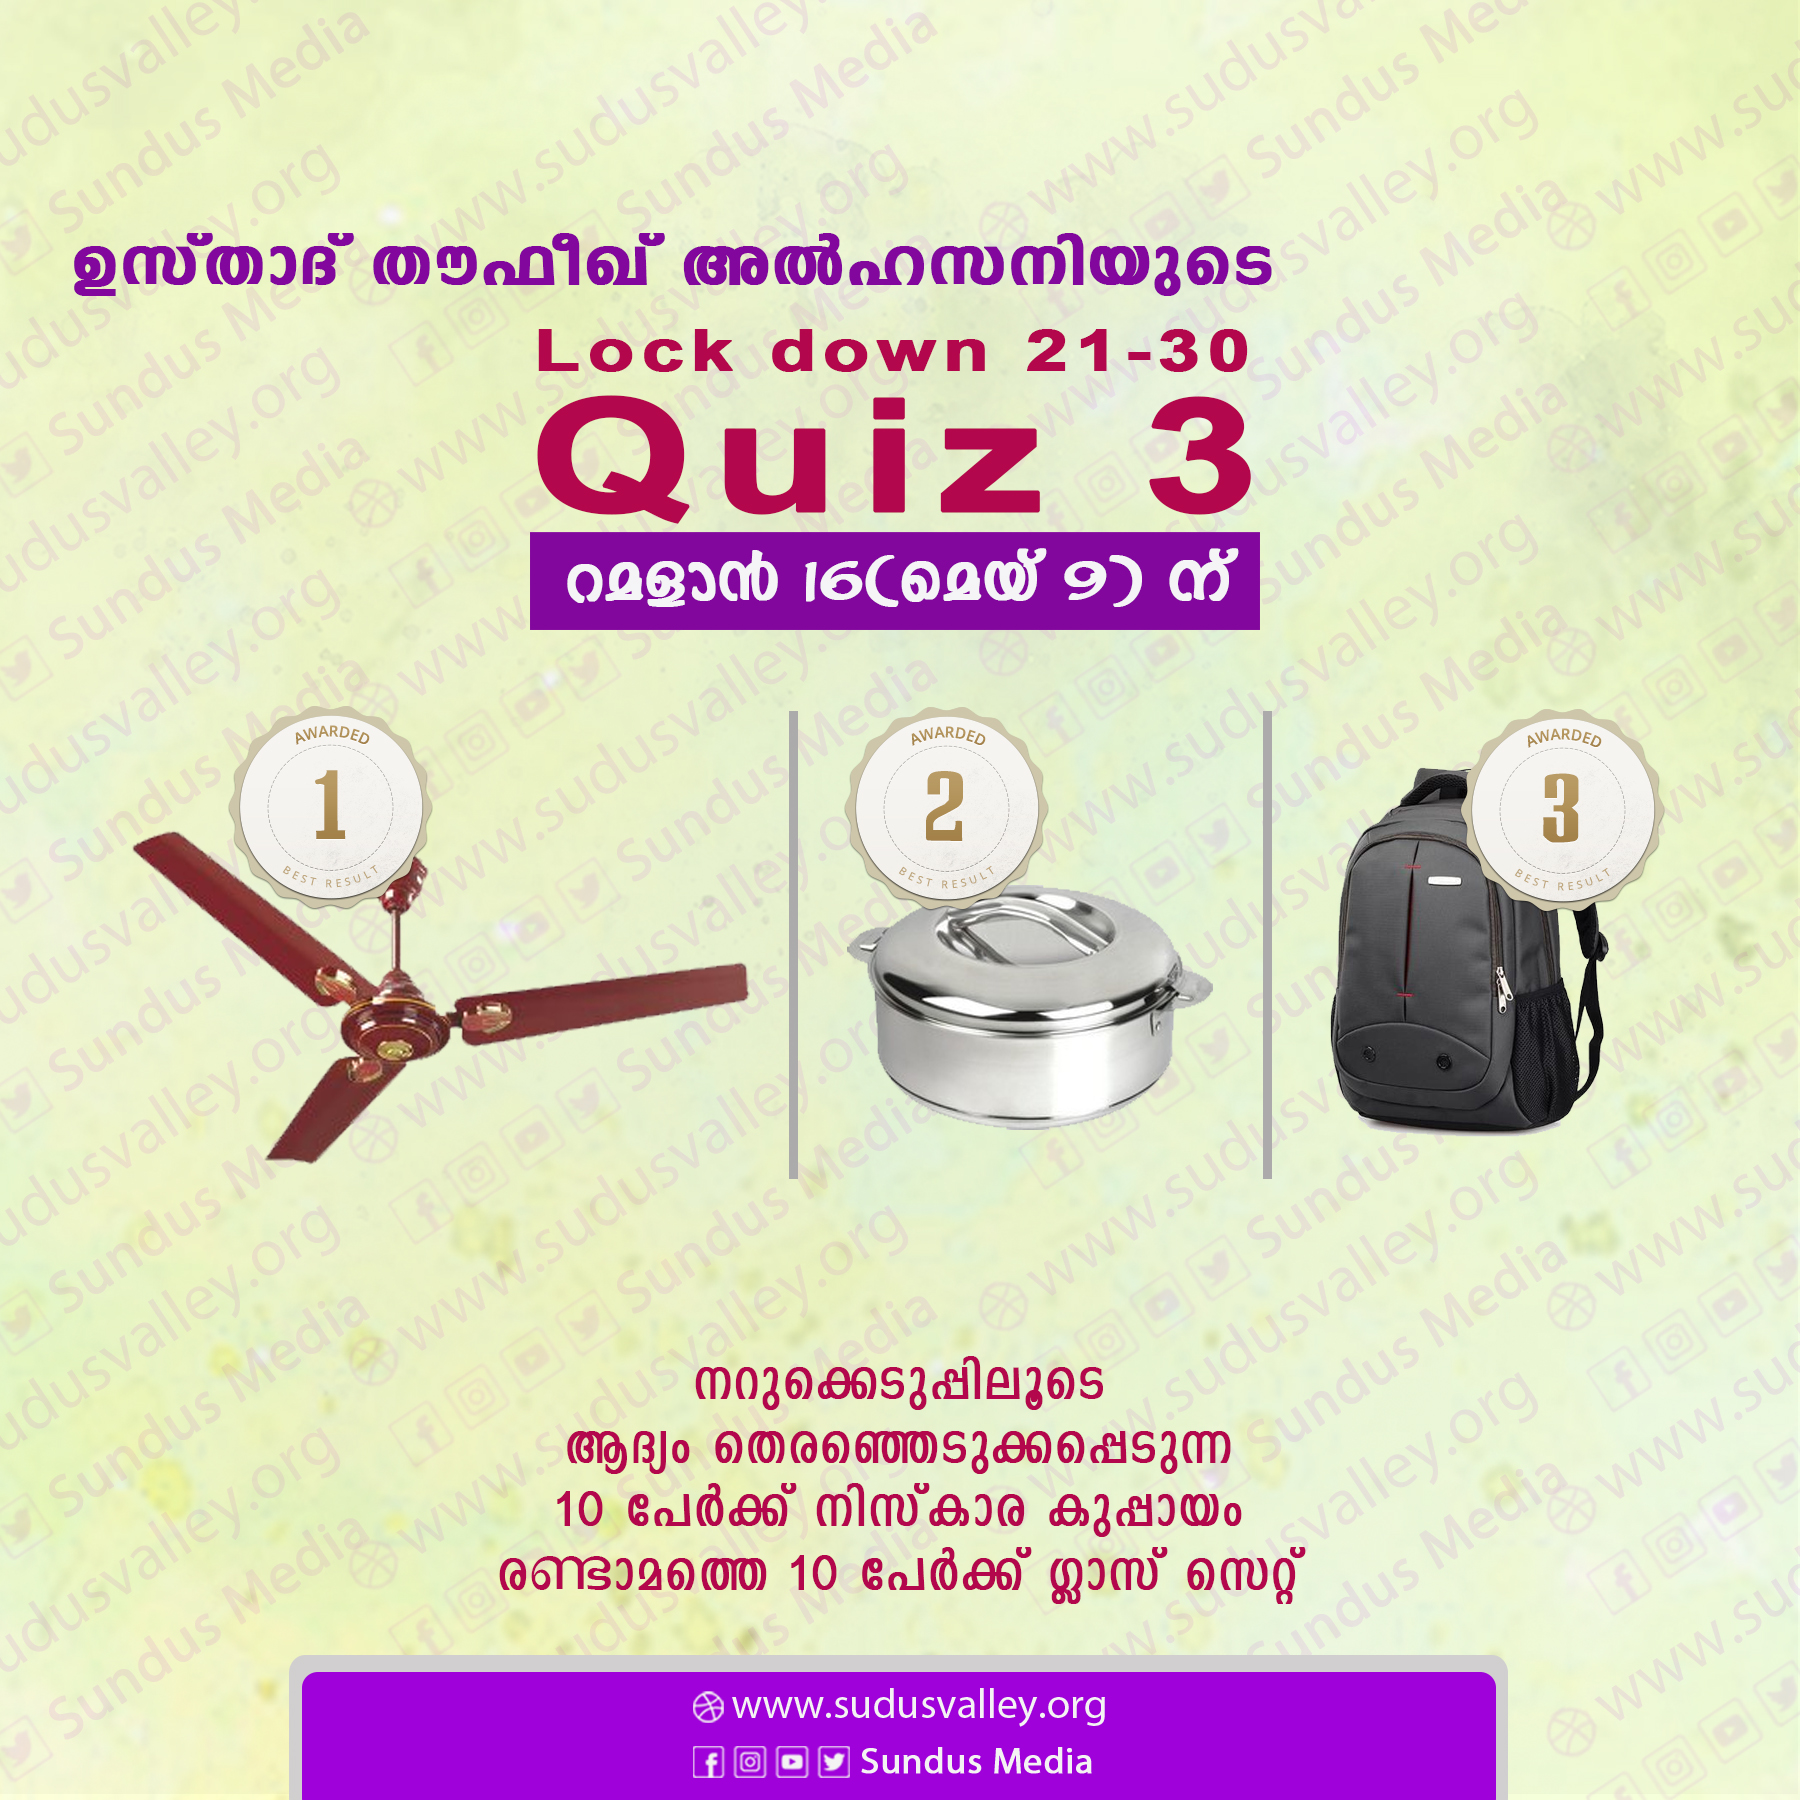 ഉസ്താദ് തൗഫീഖ് അൽഹസനിയുടെ
Lock down 21-30
Quiz 3
റമളാൻ 16(മെയ് 9) ന്
AWARDED
1
BEST RESULT
AWARDED
2
BEST RESULT
AWARDED
3
BEST RESULT
നറുക്കെടുപ്പിലൂടെ
ആദ്യം തെരഞ്ഞെടുക്കപ്പെടുന്ന
10 പേർക്ക് നിസ്കാര കുപ്പായം
രണ്ടാമത്തെ 10 പേർക്ക് ഗ്ലാസ് സെറ്റ്
www.sudusvalley.org
Sundus Media